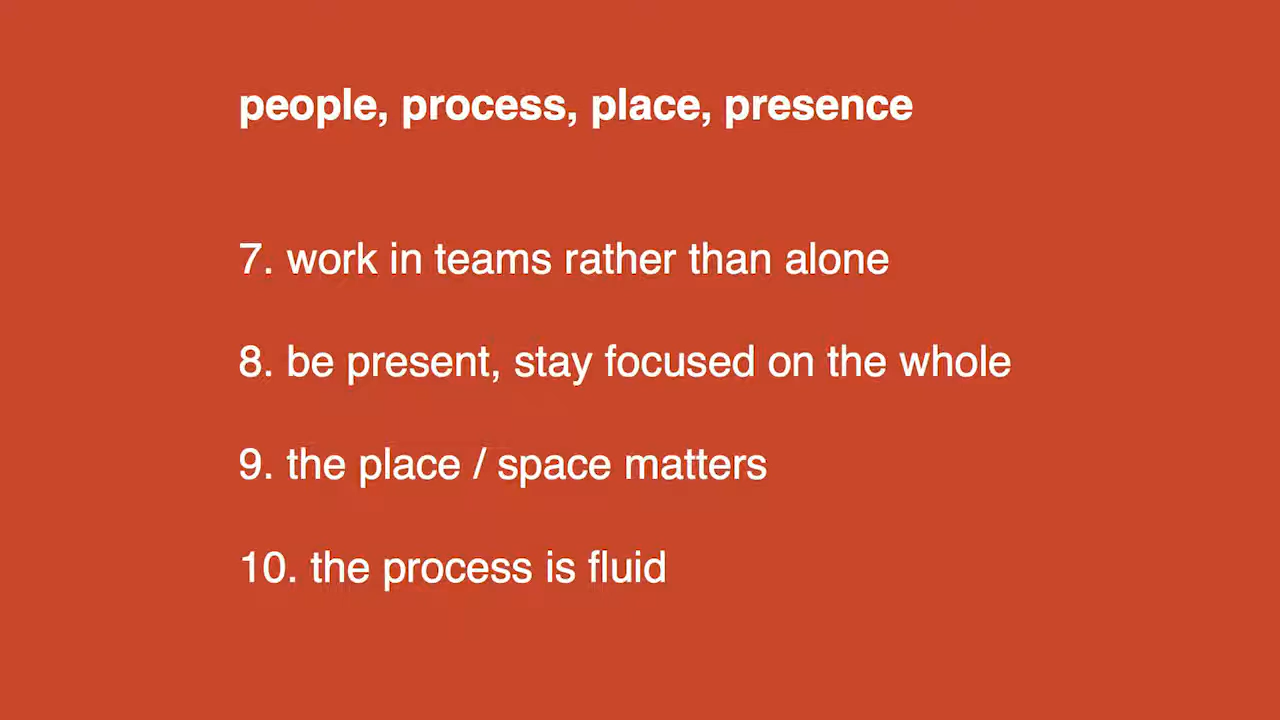 people, process, place, presence
7. work in teams rather than alone
8. be present, stay focused on the whole
9. the place / space matters
10. the process is fluid